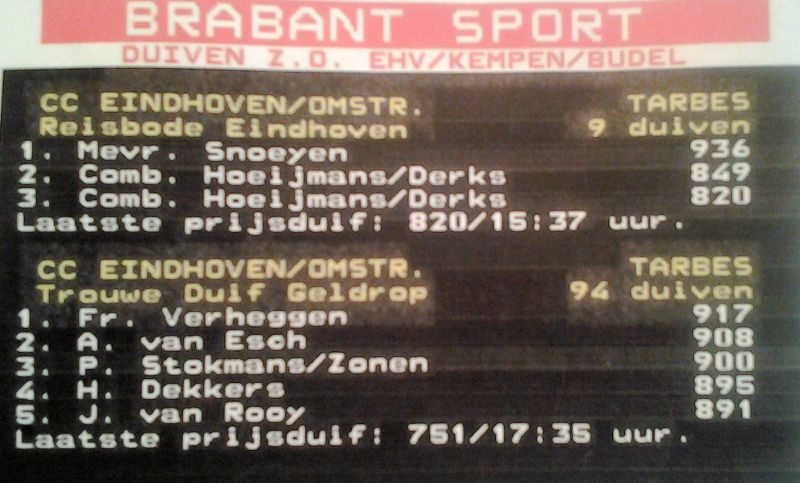 BRABANT SPORT
DUIVEN Z.O. EHV/KEMPEN/BUDEL
CC EINDHOVEN/OMSTR. TARBES
Reisbode Eindhoven 9 duiven
1. Mevr. Snoeyen 936
2. Comb. Hoeijmans/Derks 849
3. Comb. Hoeijmans/Derks 820
Laatste prijsduif: 820/15:37 uur.
CC EINDHOVEN/OMSTR. TARBES
Trouwe Duif Geldrop 94 duiven
1. Fr. Verheggen 917
2. A. van Esch 908
3. P. Stokmans/Zonen 900
4. H. Dekkers 895
5. J. van Rooy 891
Laatste prijsduif: 751/17:35 uur.